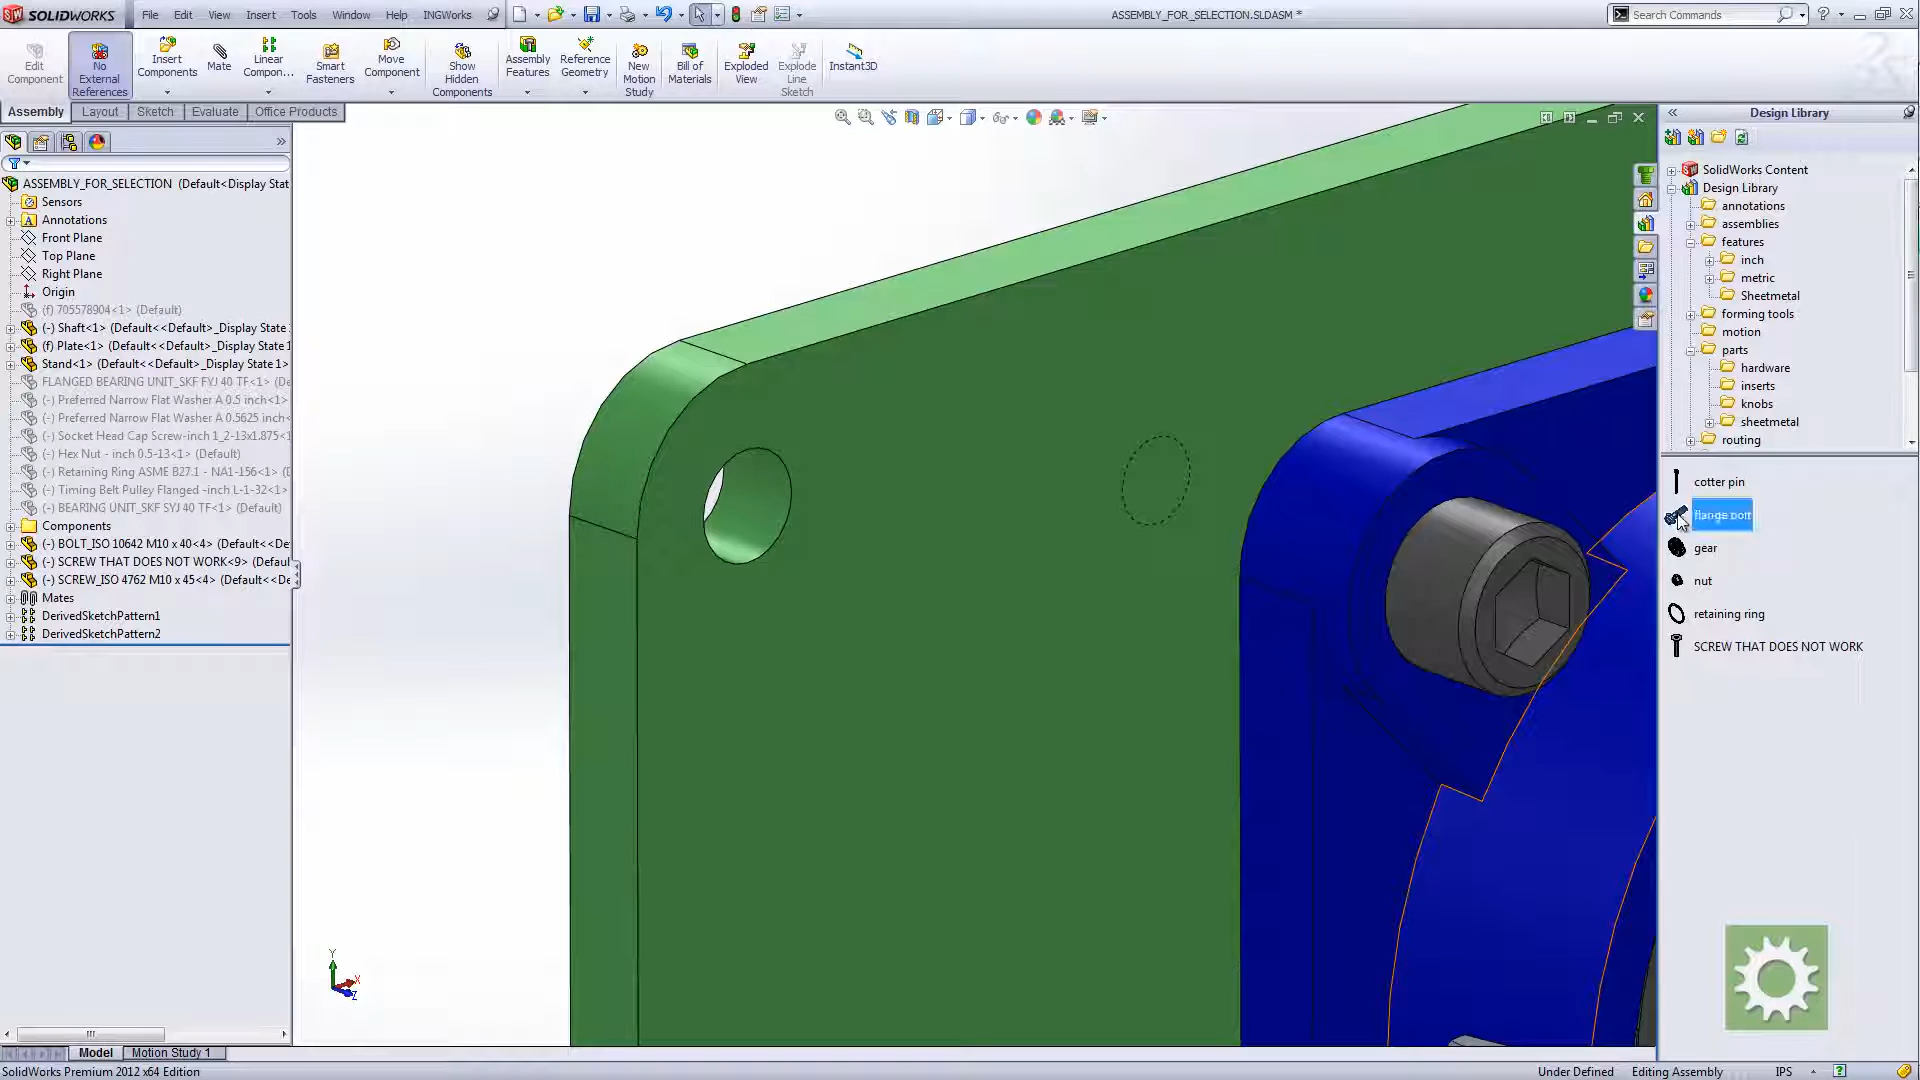 SOLIDWORKS File Edit View Insert Tools Window Help INGWorks ASSEMBLY_FOR_SELECTION.SLDASM * Search Commands
Edit Component
No External References
Insert Components
Mate
Linear Compon...
Smart Fasteners
Move Component
Show Hidden Components
Assembly Features
Reference Geometry
New Motion Study
Bill of Materials
Exploded View
Explode Line Sketch
Instant3D
Assembly Layout Sketch Evaluate Office Products
ASSEMBLY_FOR_SELECTION (Default<Display Stat
Sensors
Annotations
Front Plane
Top Plane
Right Plane
Origin
(f) 705578904<1> (Default)
(-) Shaft<1> (Default<<Default>_Display State
(f) Plate<1> (Default<<Default>_Display State 1
Stand<1> (Default<<Default>_Display State 1>
FLANGED BEARING UNIT_SKF FYJ 40 TF<1> (De
(-) Preferred Narrow Flat Washer A 0.5 inch<1>
(-) Preferred Narrow Flat Washer A 0.5625 inch<
(-) Socket Head Cap Screw-inch 1_2-13x1.875<1
(-) Hex Nut - inch 0.5-13<1> (Default)
(-) Retaining Ring ASME B27.1 - NA1-156<1> (D
(-) Timing Belt Pulley Flanged -inch L-1-32<1>
(-) BEARING UNIT_SKF SYJ 40 TF<1> (Default)
Components
(-) BOLT_ISO 10642 M10 x 40<4> (Default<<De
(-) SCREW THAT DOES NOT WORK<9> (Defaul
(-) SCREW_ISO 4762 M10 x 45<4> (Default<<De
Mates
DerivedSketchPattern1
DerivedSketchPattern2
Y
X
Z
Design Library
SolidWorks Content
Design Library
annotations
assemblies
features
inch
metric
Sheetmetal
forming tools
motion
parts
hardware
inserts
knobs
sheetmetal
routing
cotter pin
flange bolt
gear
nut
retaining ring
SCREW THAT DOES NOT WORK
Model Motion Study 1
SolidWorks Premium 2012 x64 Edition Under Defined Editing Assembly IPS